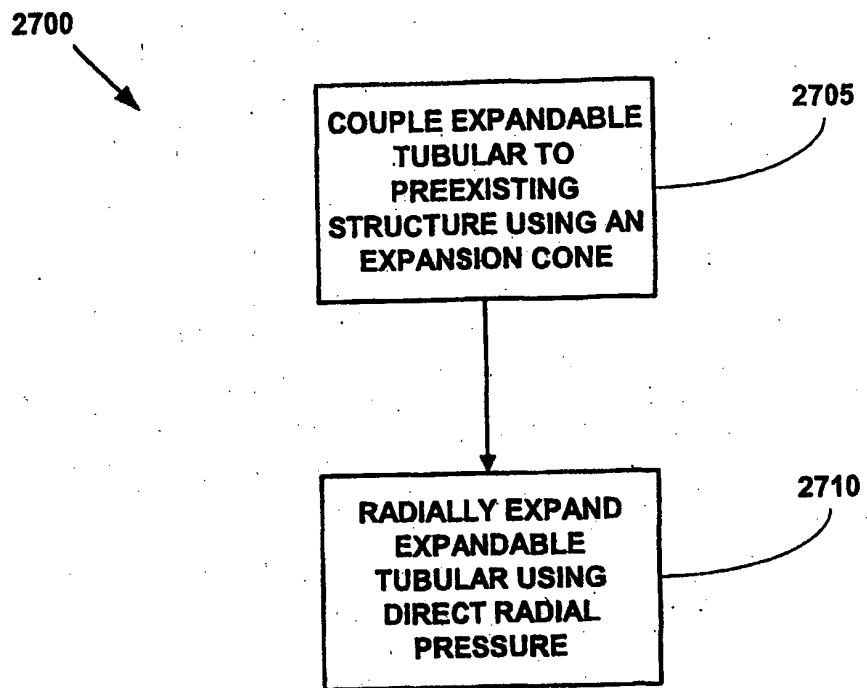 2700
2705
COUPLE EXPANDABLE
TUBULAR TO
PREEXISTING
STRUCTURE USING AN
EXPANSION CONE
2710
RADIALLY EXPAND
EXPANDABLE
TUBULAR USING
DIRECT RADIAL
PRESSURE